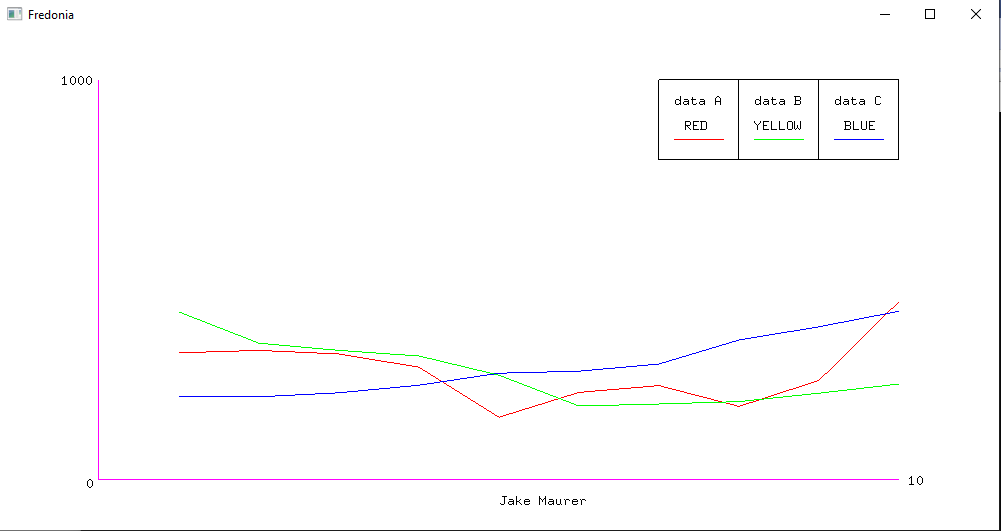 Fredonia
1000
data A data B data C
RED YELLOW BLUE
0
10
Jake Maurer